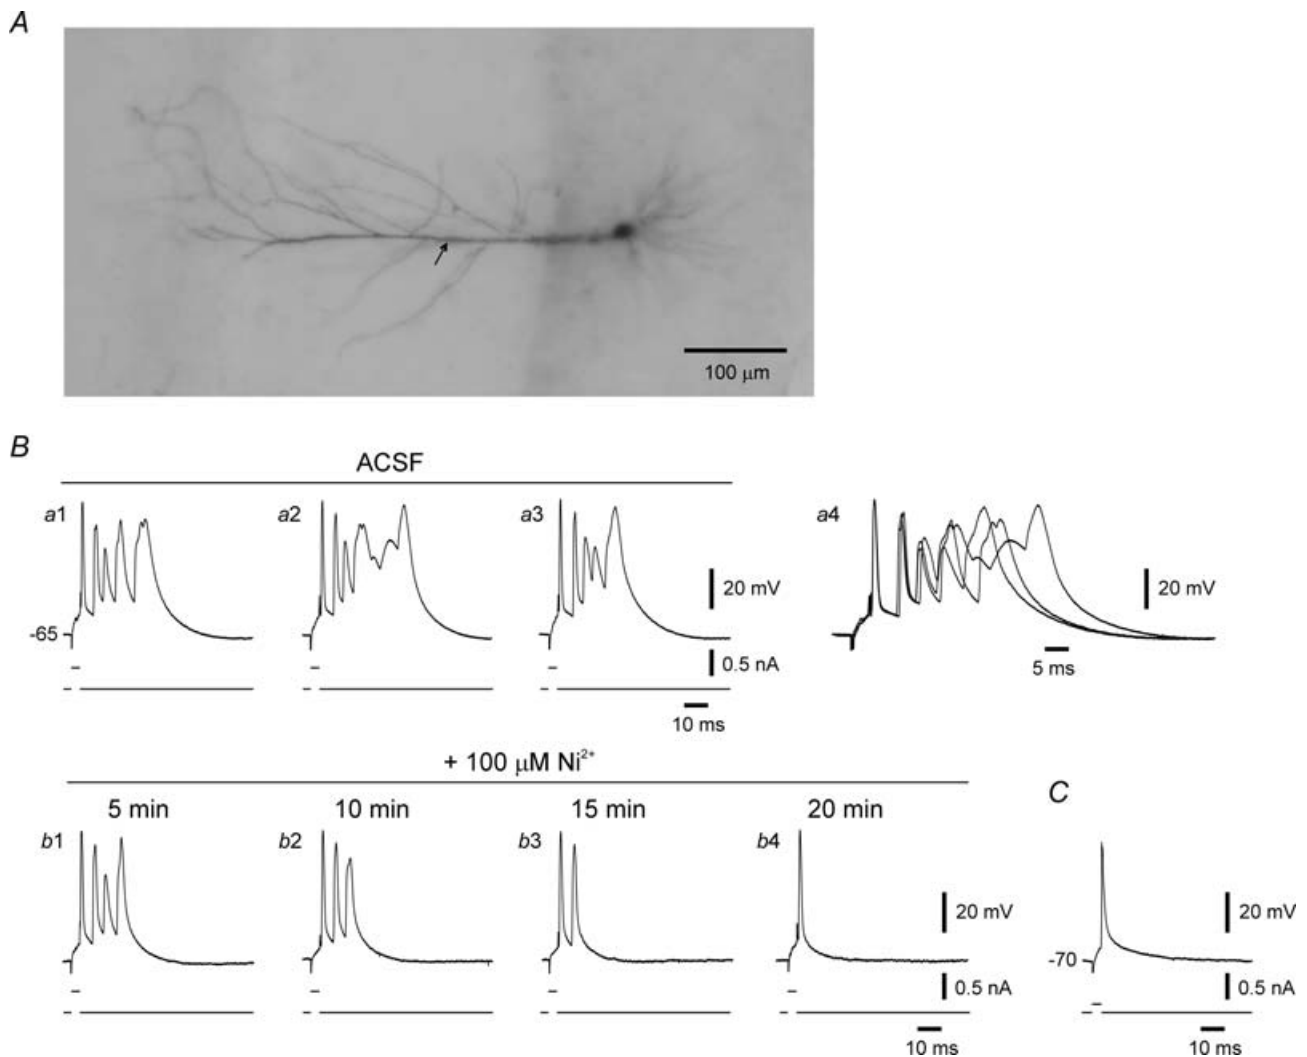 A
100 μm
B
ACSF
a1
a2
a3
a4
20 mV
20 mV
-65
0.5 nA
5 ms
10 ms
+ 100 μM Ni²⁺
C
5 min
10 min
15 min
20 min
b1
b2
b3
b4
20 mV
20 mV
-70
0.5 nA
0.5 nA
10 ms
10 ms